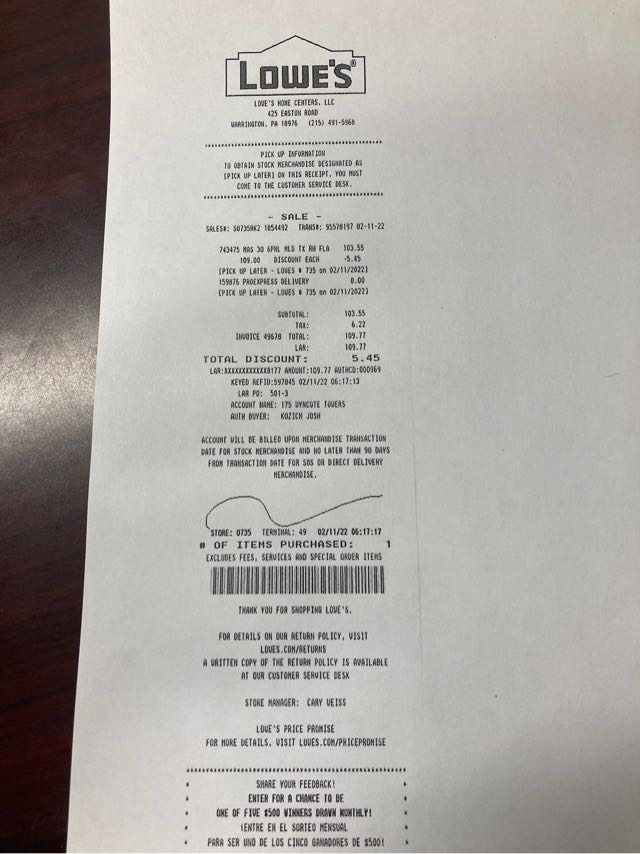 LOWE'S®
LOWE'S HOME CENTERS, LLC
425 EASTON ROAD
WARRINGTON, PA 18976 (215) 491-5968
PICK UP INFORMATION
TO OBTAIN STOCK MERCHANDISE DESIGNATED AS
[PICK UP LATER] ON THIS RECEIPT, YOU MUST
COME TO THE CUSTOMER SERVICE DESK.
- SALE -
SALES#: S0735RK2 1854492 TRANS#: 95578197 02-11-22
743475 MAS 30 6PNL MLD TX RH FLA 103.55
109.00 DISCOUNT EACH -5.45
[PICK UP LATER - LOWES # 735 on 02/11/2022]
159876 PROEXPRESS DELIVERY 0.00
[PICK UP LATER - LOWES # 735 on 02/11/2022]
SUBTOTAL: 103.55
TAX: 6.22
INVOICE 49678 TOTAL: 109.77
LAR: 109.77
TOTAL DISCOUNT: 5.45
LAR:XXXXXXXXXXXX8177 AMOUNT:109.77 AUTHCD:000969
KEYED REFID:597845 02/11/22 06:17:13
LAR PO: 501-3
ACCOUNT NAME: 175 WYNCOTE TOWERS
AUTH BUYER: KOZICH JOSH
ACCOUNT WILL BE BILLED UPON MERCHANDISE TRANSACTION
DATE FOR STOCK MERCHANDISE AND NO LATER THAN 90 DAYS
FROM TRANSACTION DATE FOR SOS OR DIRECT DELIVERY
MERCHANDISE.
STORE: 0735 TERMINAL: 49 02/11/22 06:17:17
# OF ITEMS PURCHASED: 1
EXCLUDES FEES, SERVICES AND SPECIAL ORDER ITEMS
THANK YOU FOR SHOPPING LOWE'S.
FOR DETAILS ON OUR RETURN POLICY, VISIT
LOWES.COM/RETURNS
A WRITTEN COPY OF THE RETURN POLICY IS AVAILABLE
AT OUR CUSTOMER SERVICE DESK
STORE MANAGER: CARY WEISS
LOWE'S PRICE PROMISE
FOR MORE DETAILS, VISIT LOWES.COM/PRICEPROMISE
SHARE YOUR FEEDBACK!
ENTER FOR A CHANCE TO BE
ONE OF FIVE $500 WINNERS DRAWN MONTHLY!
¡ENTRE EN EL SORTEO MENSUAL
PARA SER UNO DE LOS CINCO GANADORES DE $500!